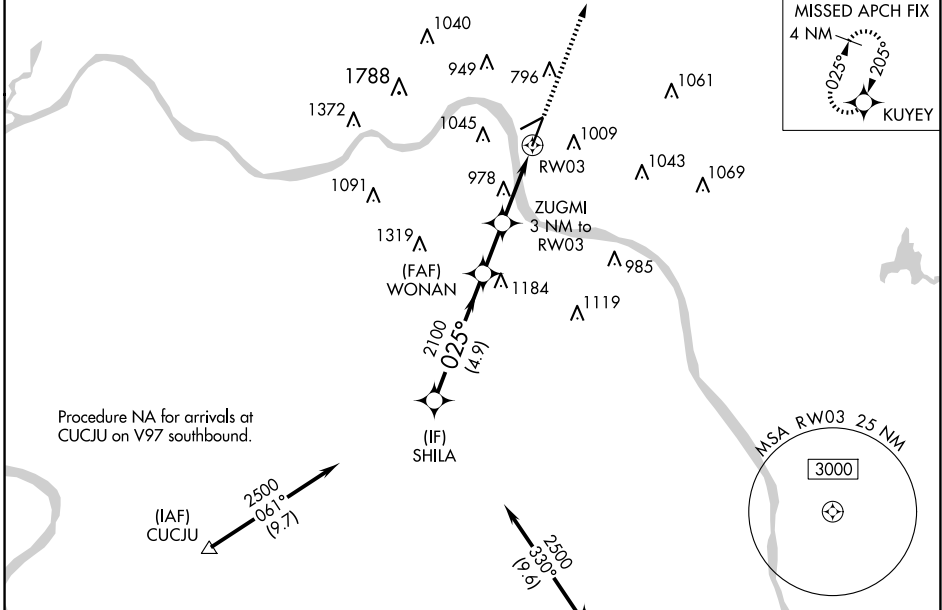 MISSED APCH FIX
4 NM
025°
205°
KUYEY
1040
949
796
1788
1061
1372
1045
1009
RW03
1043
1069
978
1091
ZUGMI
3 NM to
RW03
1319
985
(FAF)
WONAN
1184
1119
2100
025°
(4.9)
Procedure NA for arrivals at
CUCJU on V97 southbound.
(IF)
SHILA
MSA RW03 25 NM
3000
2500
061°
(9.7)
(IAF)
CUCJU
2500
330°
(9.6)